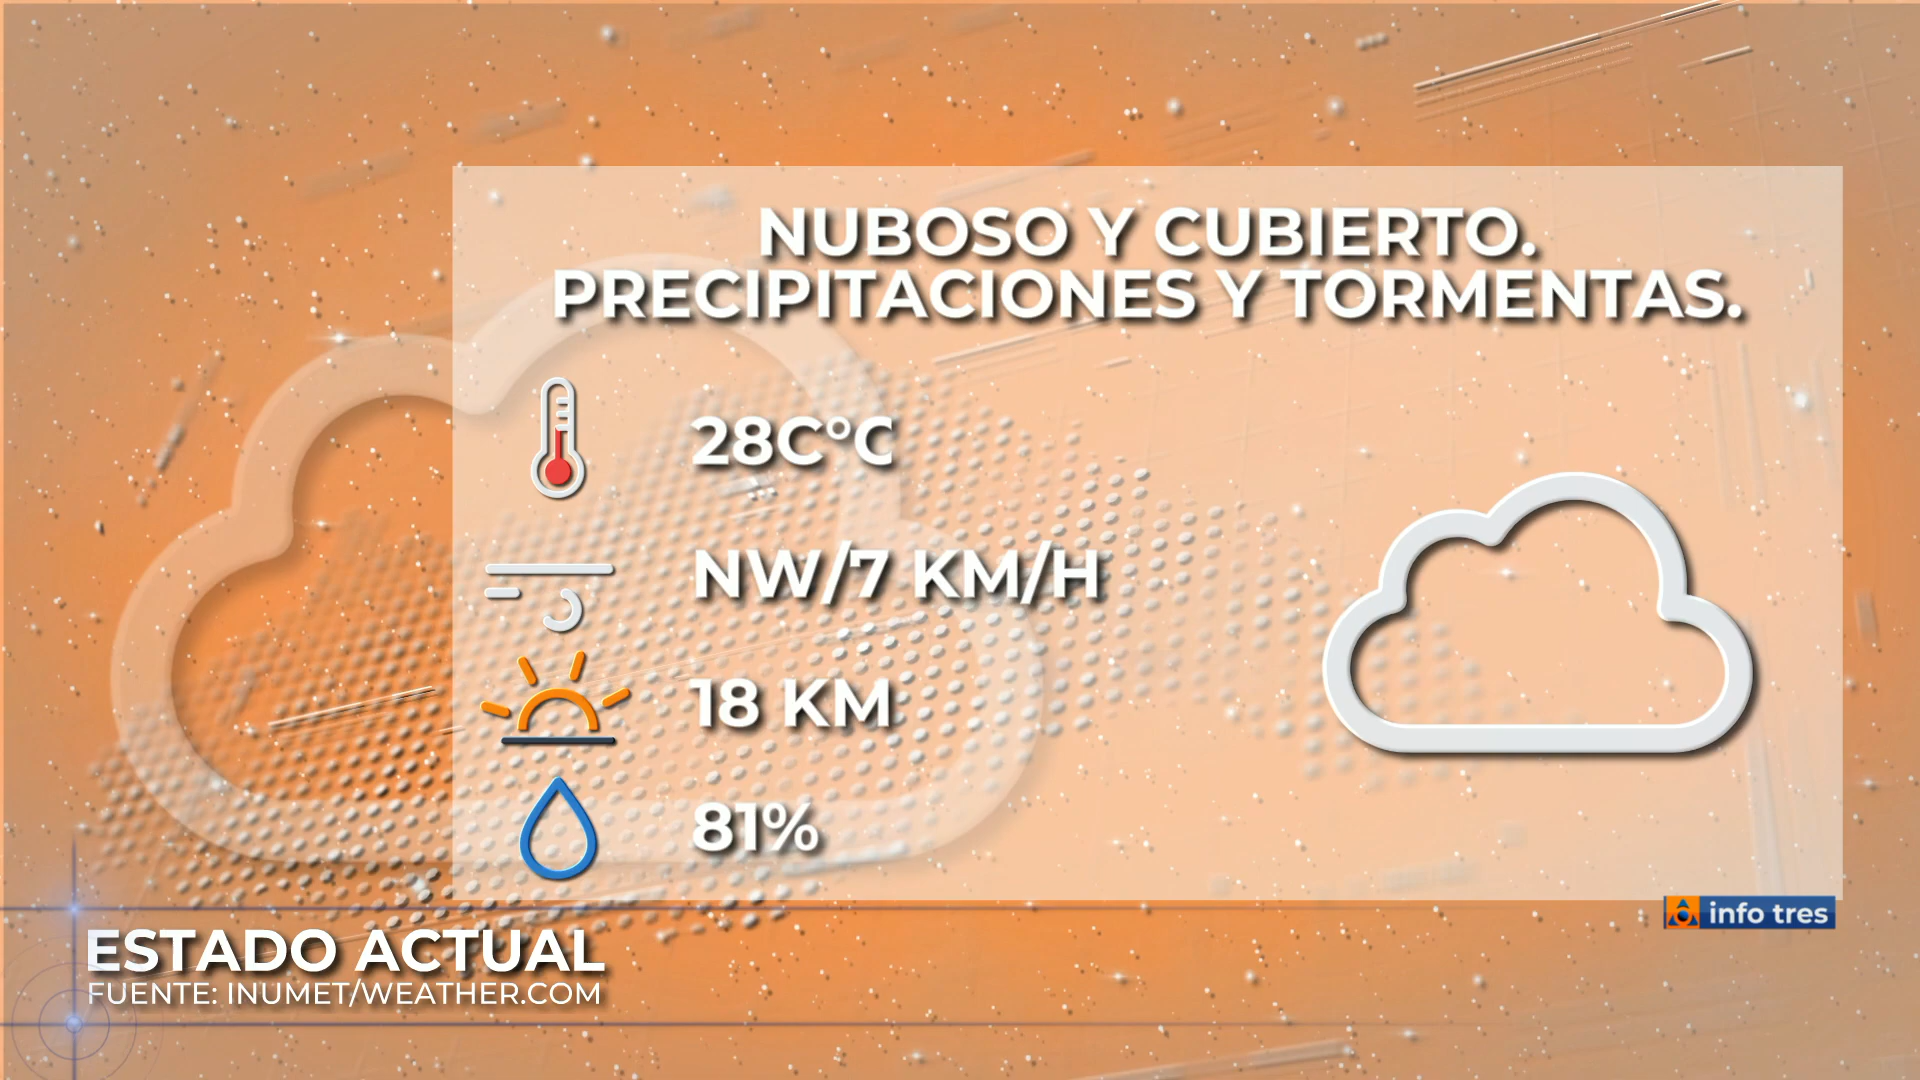 NUBOSO Y CUBIERTO.
PRECIPITACIONES Y TORMENTAS.
28C°C
NW/7 KM/H
18 KM
81%
info tres
ESTADO ACTUAL
FUENTE: INUMET/WEATHER.COM